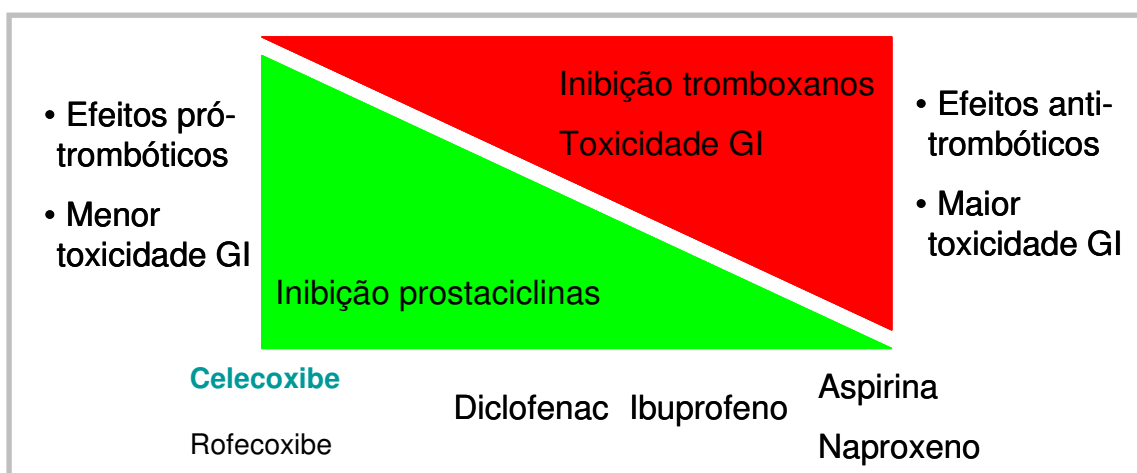 • Efeitos pró-
trombóticos
• Menor
toxicidade GI
Inibição tromboxanos
Toxicidade GI
Inibição prostaciclinas
• Efeitos anti-
trombóticos
• Maior
toxicidade GI
Celecoxibe
Rofecoxibe
Diclofenac Ibuprofeno
Aspirina
Naproxeno